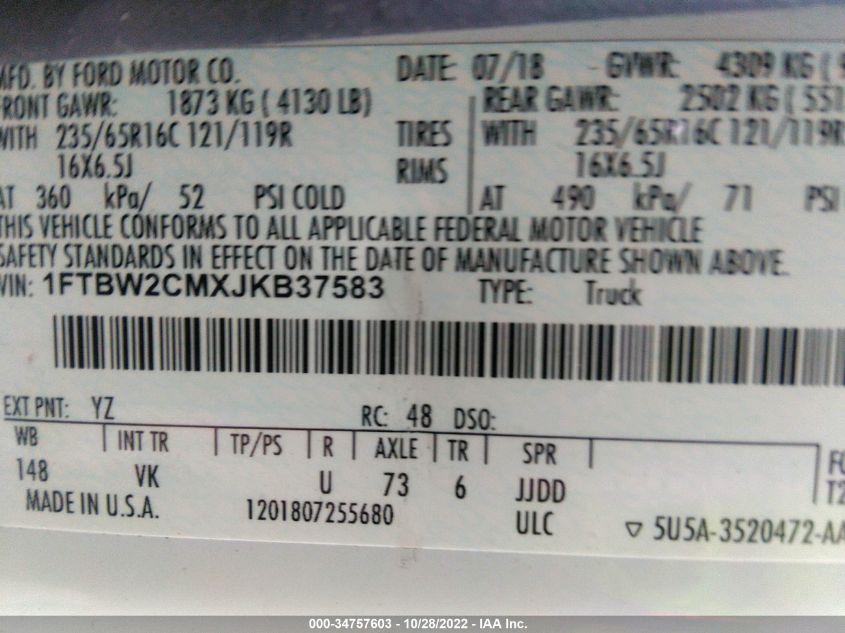 MFD. BY FORD MOTOR CO. DATE: 07/18 GVWR: 4309 KG (
FRONT GAWR: 1873 KG ( 4130 LB) REAR GAWR: 2502 KG ( 551
WITH 235/65R16C 121/119R TIRES WITH 235/65R16C 121/119R
16X6.5J RIMS 16X6.5J
AT 360 kPa/ 52 PSI COLD AT 490 kPa/ 71 PSI
THIS VEHICLE CONFORMS TO ALL APPLICABLE FEDERAL MOTOR VEHICLE
SAFETY STANDARDS IN EFFECT ON THE DATE OF MANUFACTURE SHOWN ABOVE.
VIN: 1FTBW2CMXJKB37583 TYPE: Truck
EXT PNT: YZ RC: 48 DSO:
WB INT TR TP/PS R AXLE TR SPR
148 VK U 73 6 JJDD
MADE IN U.S.A. 1201807255680 ULC ▽ 5U5A-3520472-AA
000-34757603 - 10/28/2022 - IAA Inc.